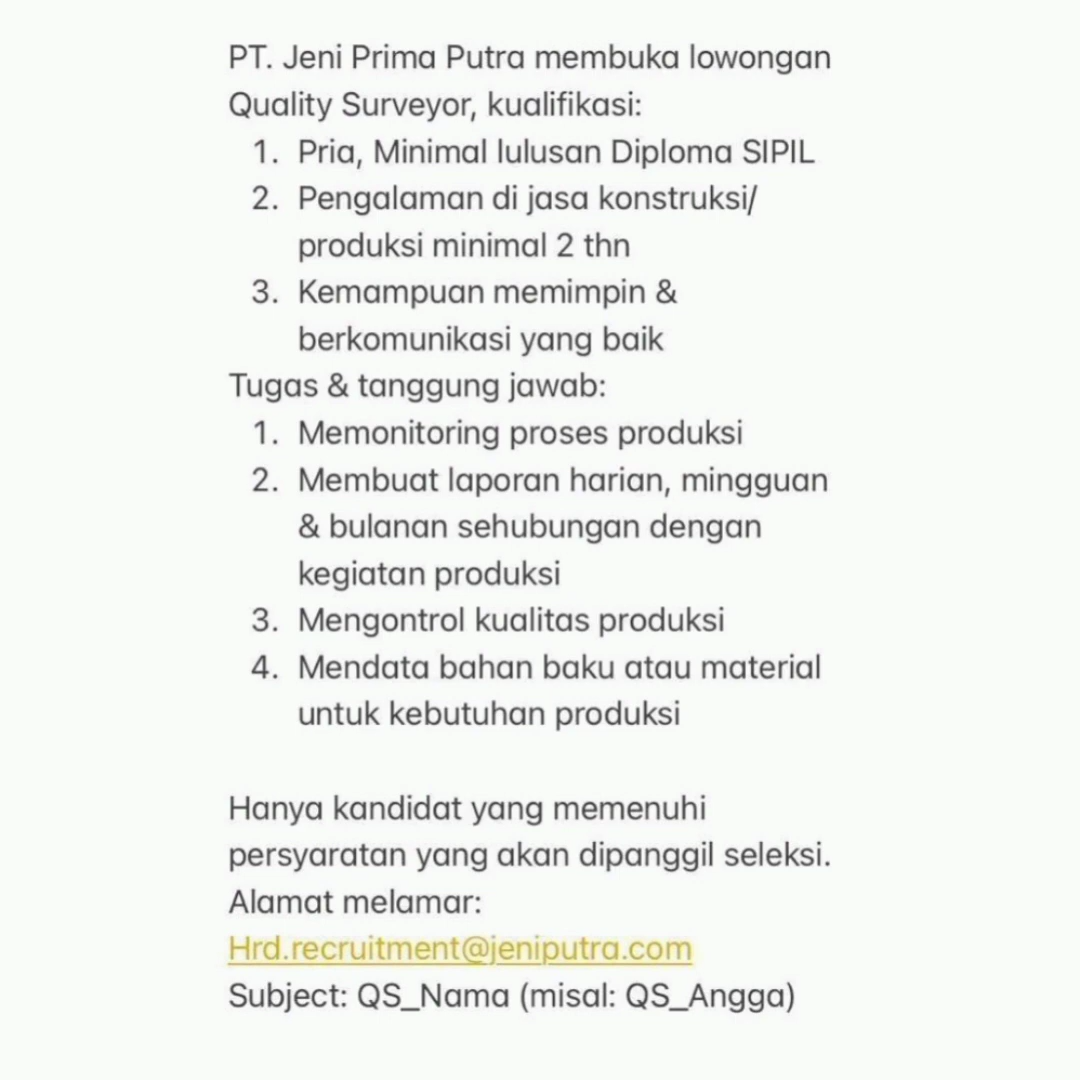 PT. Jeni Prima Putra membuka lowongan
Quality Surveyor, kualifikasi:
1. Pria, Minimal lulusan Diploma SIPIL
2. Pengalaman di jasa konstruksi/
produksi minimal 2 thn
3. Kemampuan memimpin &
berkomunikasi yang baik
Tugas & tanggung jawab:
1. Memonitoring proses produksi
2. Membuat laporan harian, mingguan
& bulanan sehubungan dengan
kegiatan produksi
3. Mengontrol kualitas produksi
4. Mendata bahan baku atau material
untuk kebutuhan produksi
Hanya kandidat yang memenuhi
persyaratan yang akan dipanggil seleksi.
Alamat melamar:
Hrd.recruitment@jeniputra.com
Subject: QS_Nama (misal: QS_Angga)